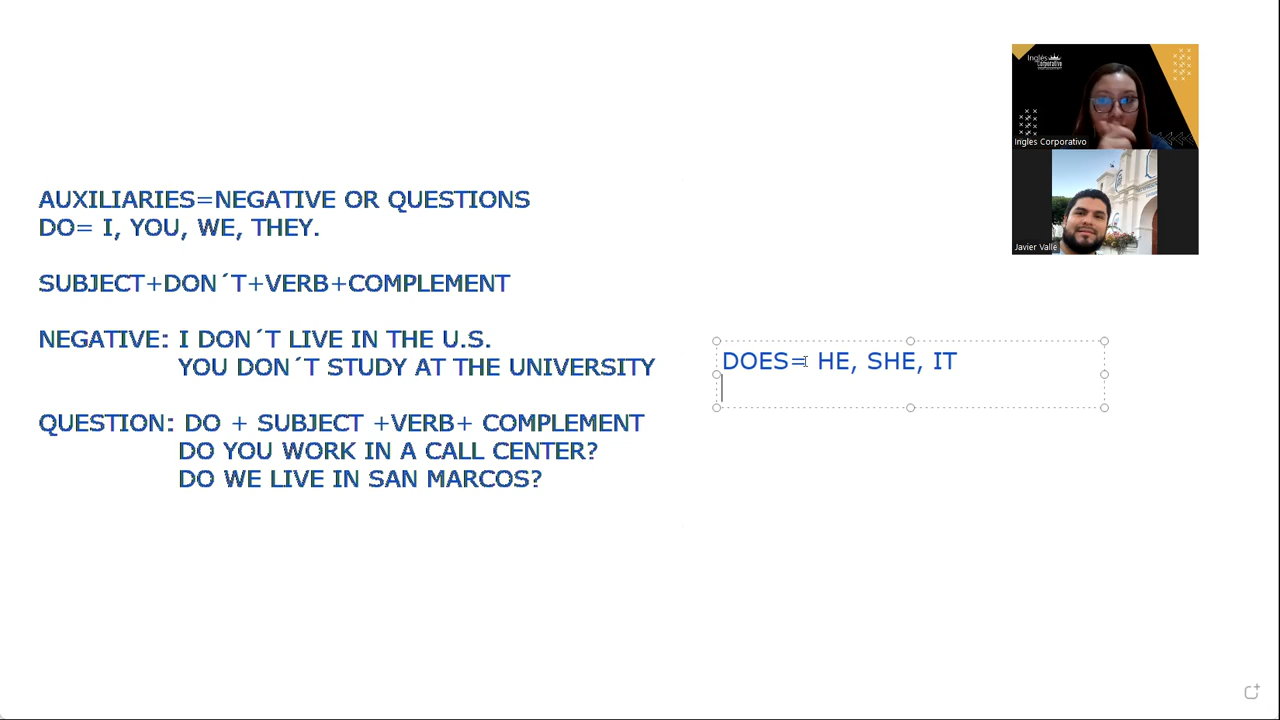 AUXILIARIES=NEGATIVE OR QUESTIONS
DO= I, YOU, WE, THEY.
SUBJECT+DON´T+VERB+COMPLEMENT
NEGATIVE: I DON´T LIVE IN THE U.S.
YOU DON´T STUDY AT THE UNIVERSITY
QUESTION: DO + SUBJECT +VERB+ COMPLEMENT
DO YOU WORK IN A CALL CENTER?
DO WE LIVE IN SAN MARCOS?
DOES= HE, SHE, IT
Inglés
Corporativo
Ingles Corporativo
Javier Valle